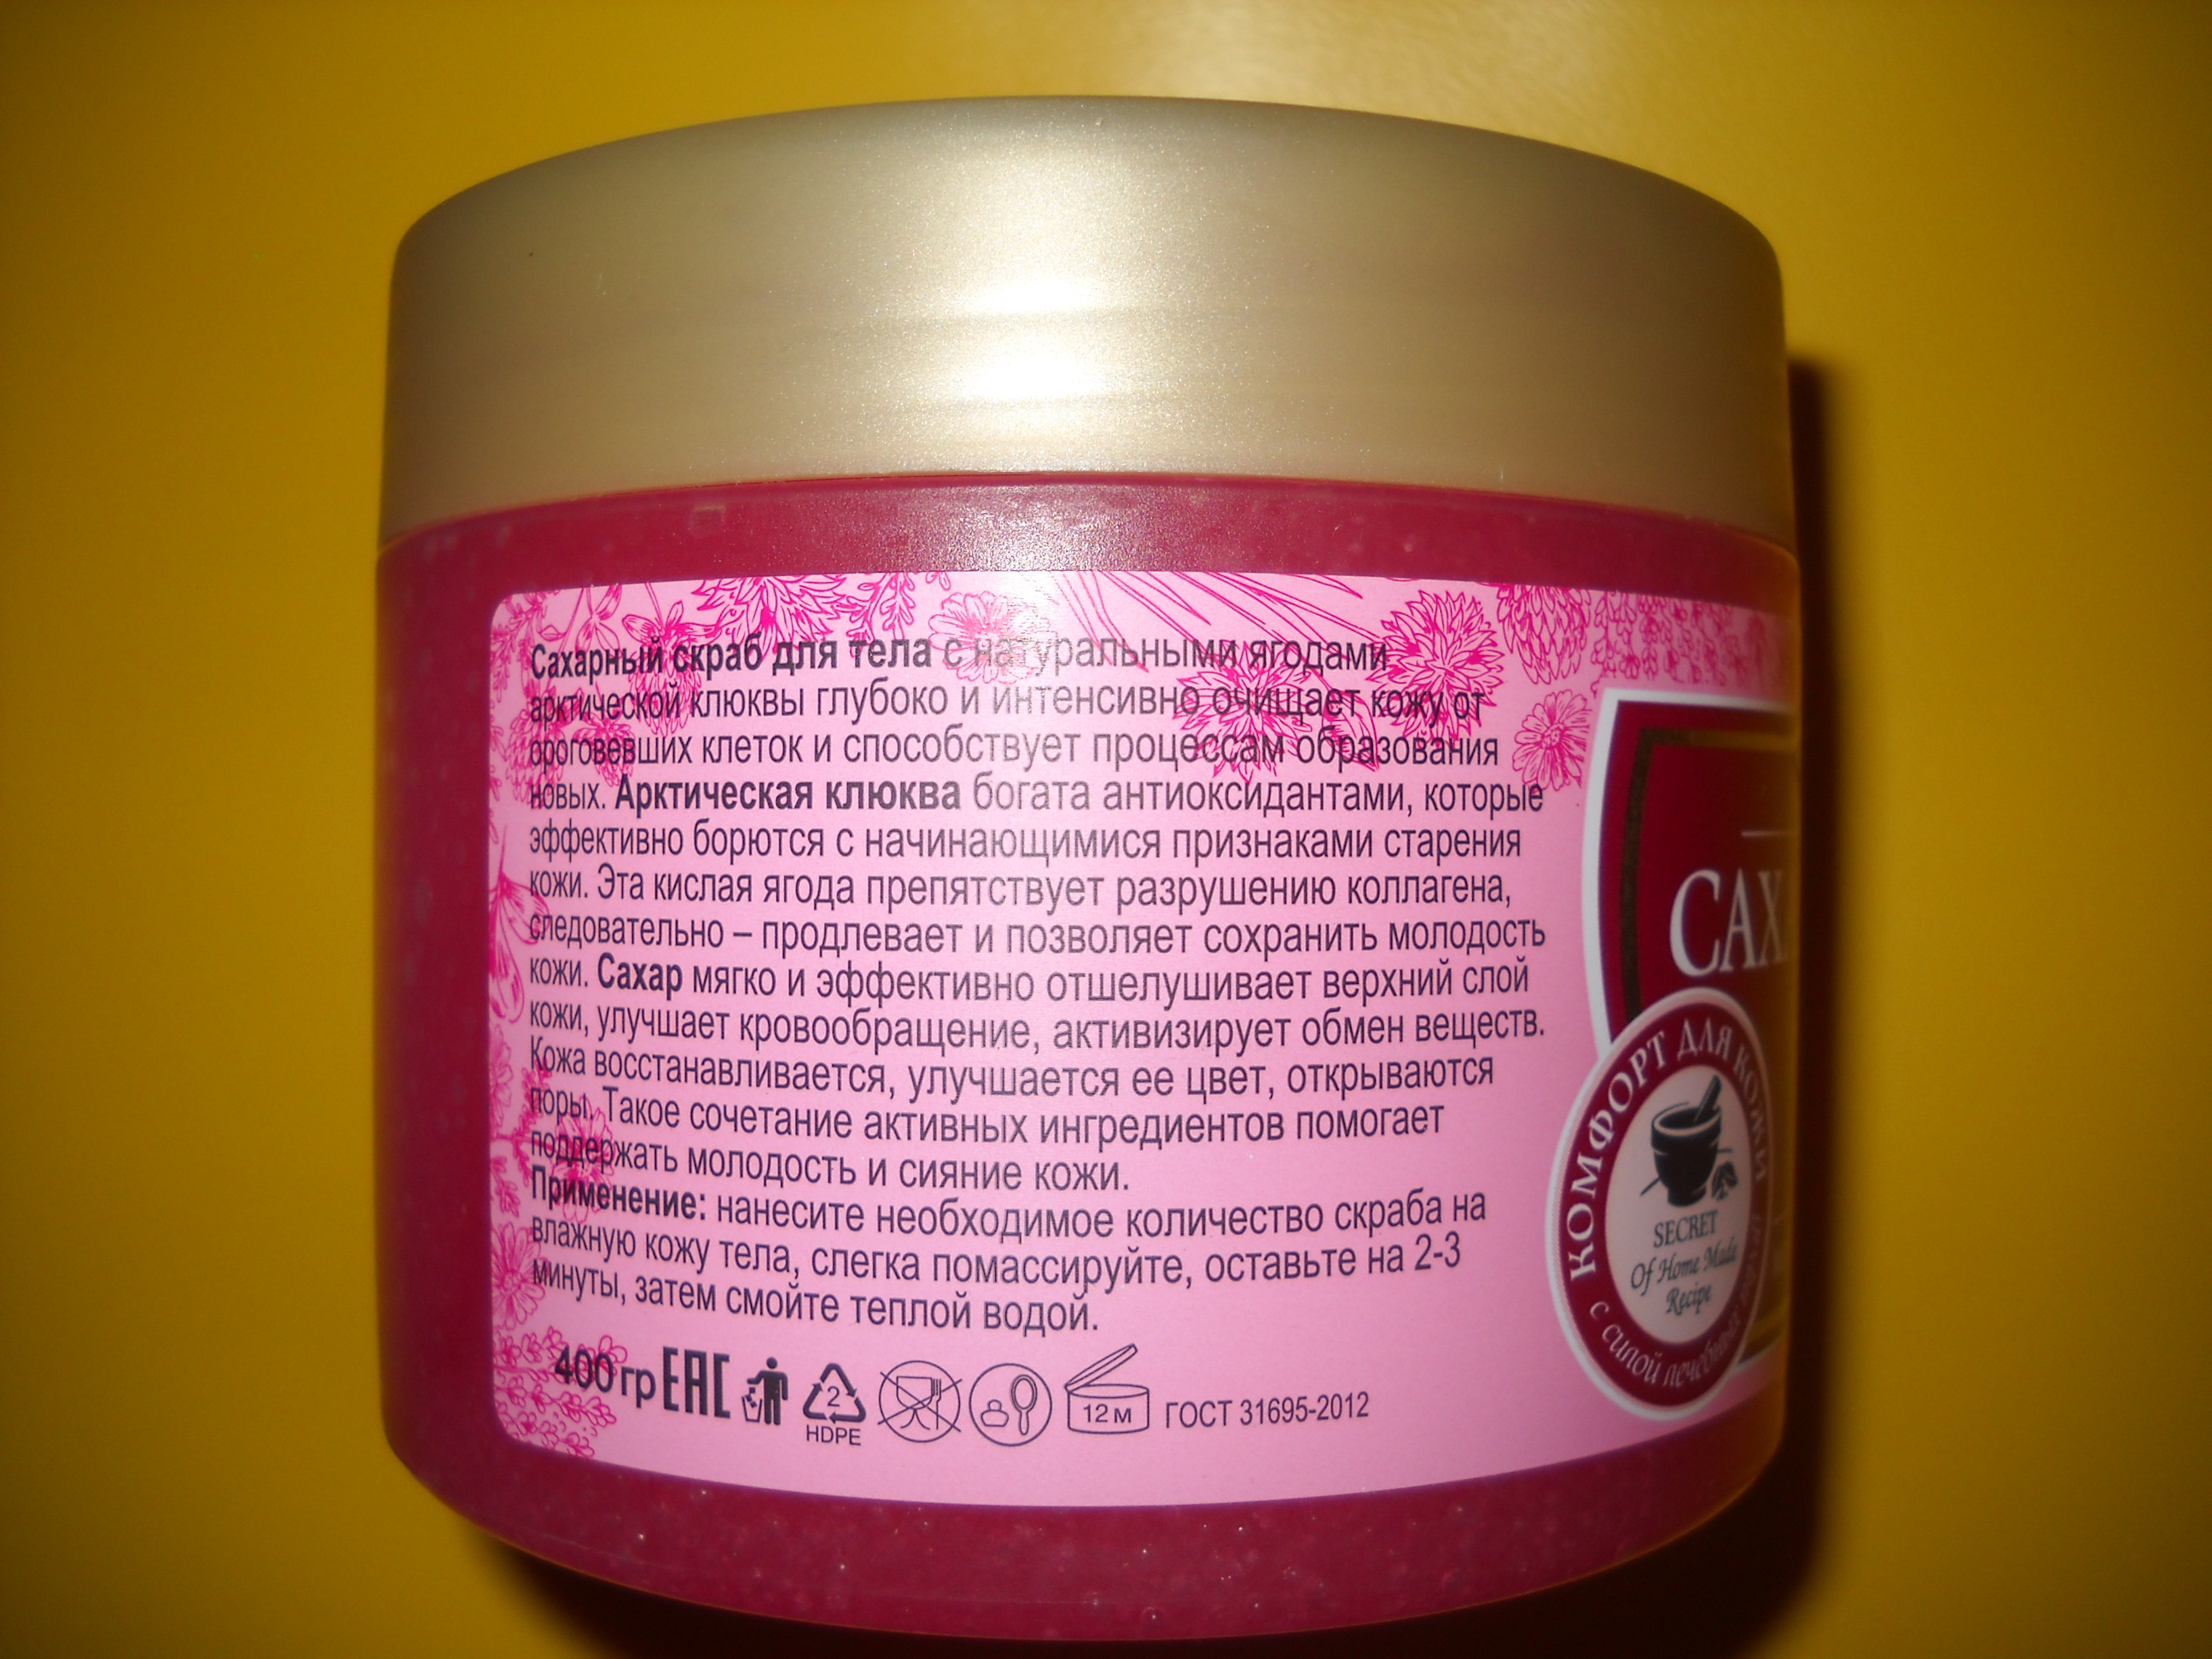 Сахарный скраб для тела с натуральными ягодами
арктической клюквы глубоко и интенсивно очищает кожу от
ороговевших клеток и способствует процессам образования
новых. Арктическая клюква богата антиоксидантами, которые
эффективно борются с начинающимися признаками старения
кожи. Эта кислая ягода препятствует разрушению коллагена,
следовательно – продлевает и позволяет сохранить молодость
кожи. Сахар мягко и эффективно отшелушивает верхний слой
кожи, улучшает кровообращение, активизирует обмен веществ.
Кожа восстанавливается, улучшается ее цвет, открываются
поры. Такое сочетание активных ингредиентов помогает
поддержать молодость и сияние кожи.
Применение: нанесите необходимое количество скраба на
влажную кожу тела, слегка помассируйте, оставьте на 2-3
минуты, затем смойте теплой водой.
400 гр EAC
2
HDPE
12 м
ГОСТ 31695-2012
САХ
КОМФОРТ ДЛЯ КОЖИ
SECRET
Of Home Made
Recipe
с силой лечебных